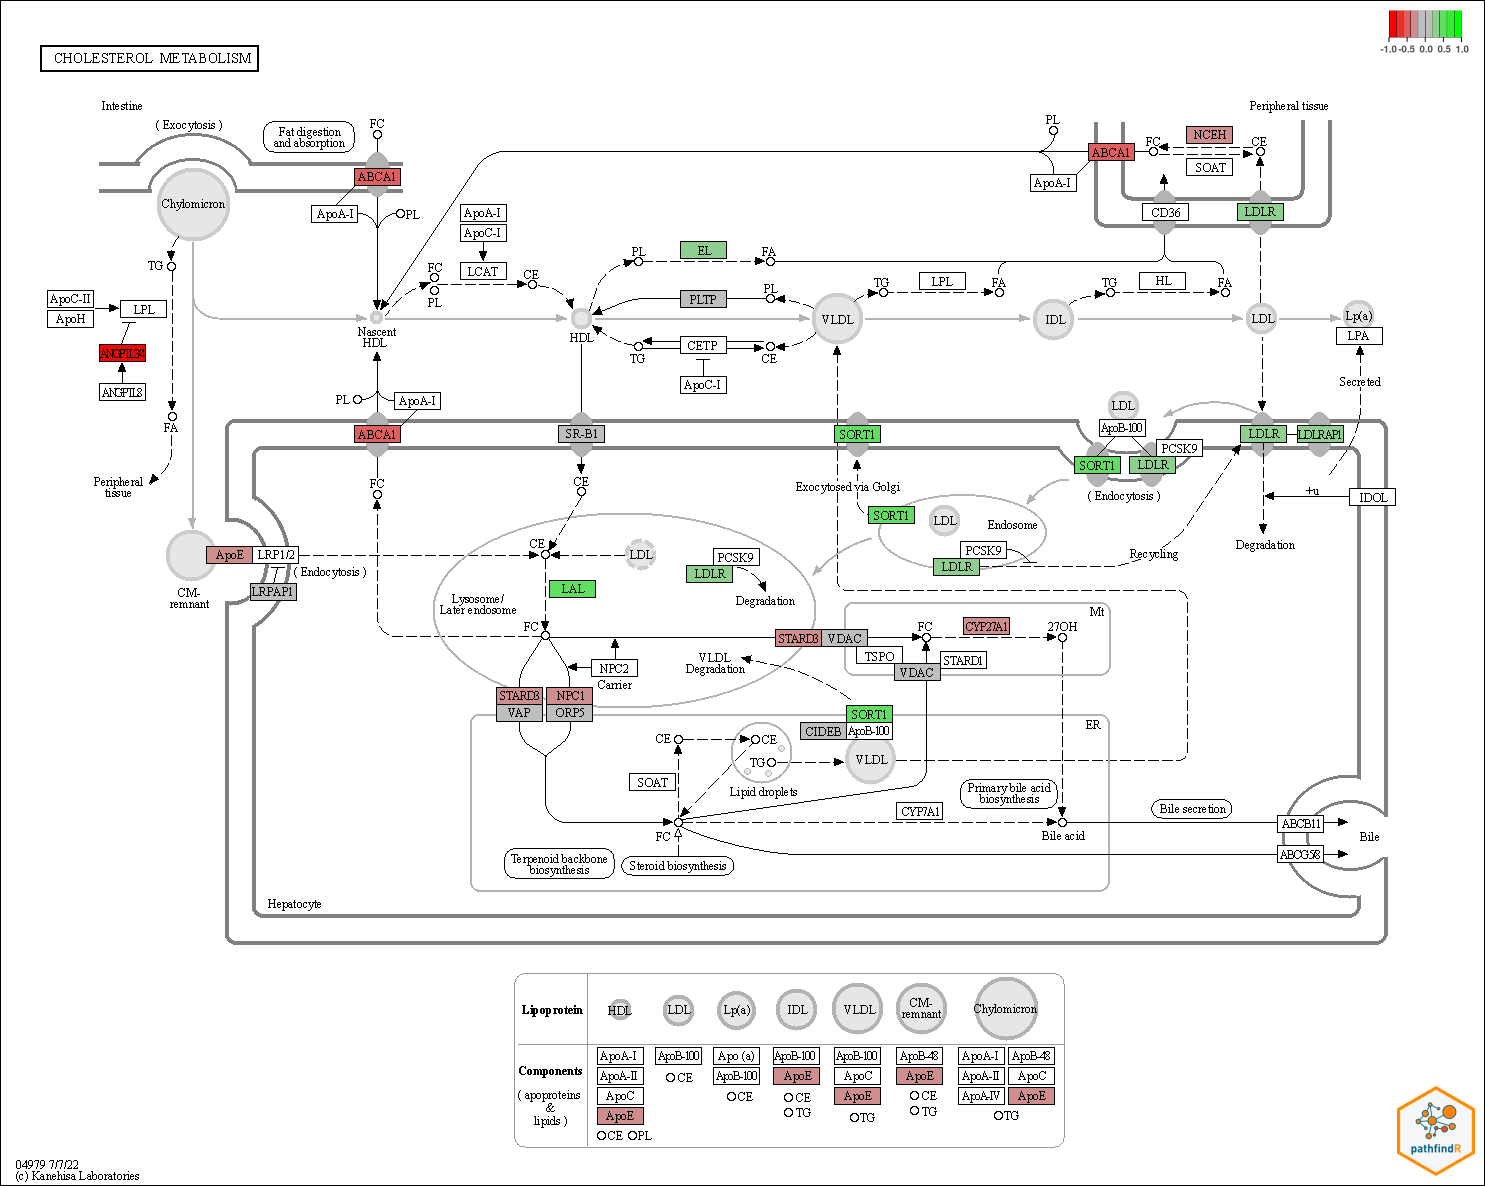 -1.0 -0.5 0.0 0.5 1.0
CHOLESTEROL METABOLISM
Intestine
( Exocytosis )
Fat digestion
and absorption
FC
ABCA1
ApoA-I
PL
Chylomicron
TG
ApoC-II
ApoH
LPL
ANGPTL8
FA
Peripheral
tissue
ApoA-I
ApoC-I
LCAT
FC
PL
CE
Nascent
HDL
HDL
PL
EL
FA
PLTP
PL
TG
CETP
CE
ApoC-I
VLDL
TG
LPL
FA
IDL
TG
HL
FA
LDL
Lp(a)
LPA
Secreted
Peripheral tissue
PL
ABCA1
ApoA-I
FC
NCEH
CE
SOAT
CD36
LDLR
PL
ApoA-I
ABCA1
FC
SR-B1
CE
SORT1
Exocytosed via Golgi
SORT1
LDL
ApoB-100
PCSK9
SORT1
LDLR
( Endocytosis )
LDLR
LDLRAP1
+u
IDOL
Degradation
Recycling
LDL
Endosome
PCSK9
LDLR
CM-
remnant
ApoE
LRP1/2
( Endocytosis )
LRPAP1
CE
LDL
LAL
PCSK9
LDLR
Degradation
Lysosome/
Later endosome
FC
NPC2
Carrier
STARD3
VAP
NPC1
ORP5
STARD3
VDAC
Mt
FC
CYP27A1
27OH
TSPO
STARD1
VDAC
VLDL
Degradation
SORT1
CIDEB
ApoB-100
VLDL
ER
CE
CE
TG
Lipid droplets
SOAT
FC
CYP7A1
Primary bile acid
biosynthesis
Bile acid
Bile secretion
ABCB11
ABCG5/8
Bile
Terpenoid backbone
biosynthesis
Steroid biosynthesis
Hepatocyte
Lipoprotein
HDL
LDL
Lp(a)
IDL
VLDL
CM-
remnant
Chylomicron
Components
( apoproteins
&
lipids )
ApoA-I
ApoA-II
ApoC
ApoE
CE PL
ApoB-100
CE
Apo (a)
ApoB-100
CE
ApoB-100
ApoE
CE
TG
ApoB-100
ApoC
ApoE
TG
ApoB-48
ApoE
CE
TG
ApoA-I ApoB-48
ApoA-II ApoC
ApoA-IV ApoE
TG
04979 7/7/22
(c) Kanehisa Laboratories
pathfindR